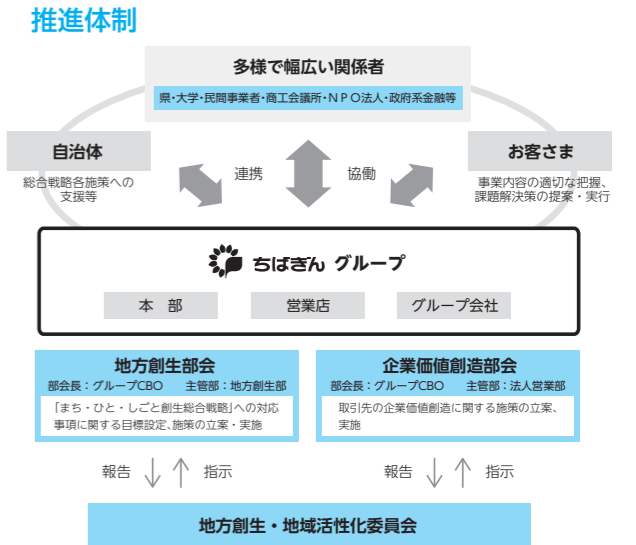 推進体制
多様で幅広い関係者
県・大学・民間事業者・商工会議所・NPO法人・政府系金融等
自治体
総合戦略各施策への
支援等
連携
協働
お客さま
事業内容の適切な把握、
課題解決策の提案・実行
ちばぎん グループ
本 部
営業店
グループ会社
地方創生部会
部会長：グループCBO 主管部：地方創生部
「まち・ひと・しごと創生総合戦略」への対応
事項に関する目標設定、施策の立案・実施
企業価値創造部会
部会長：グループCBO 主管部：法人営業部
取引先の企業価値創造に関する施策の立案、
実施
報告 指示
報告 指示
地方創生・地域活性化委員会